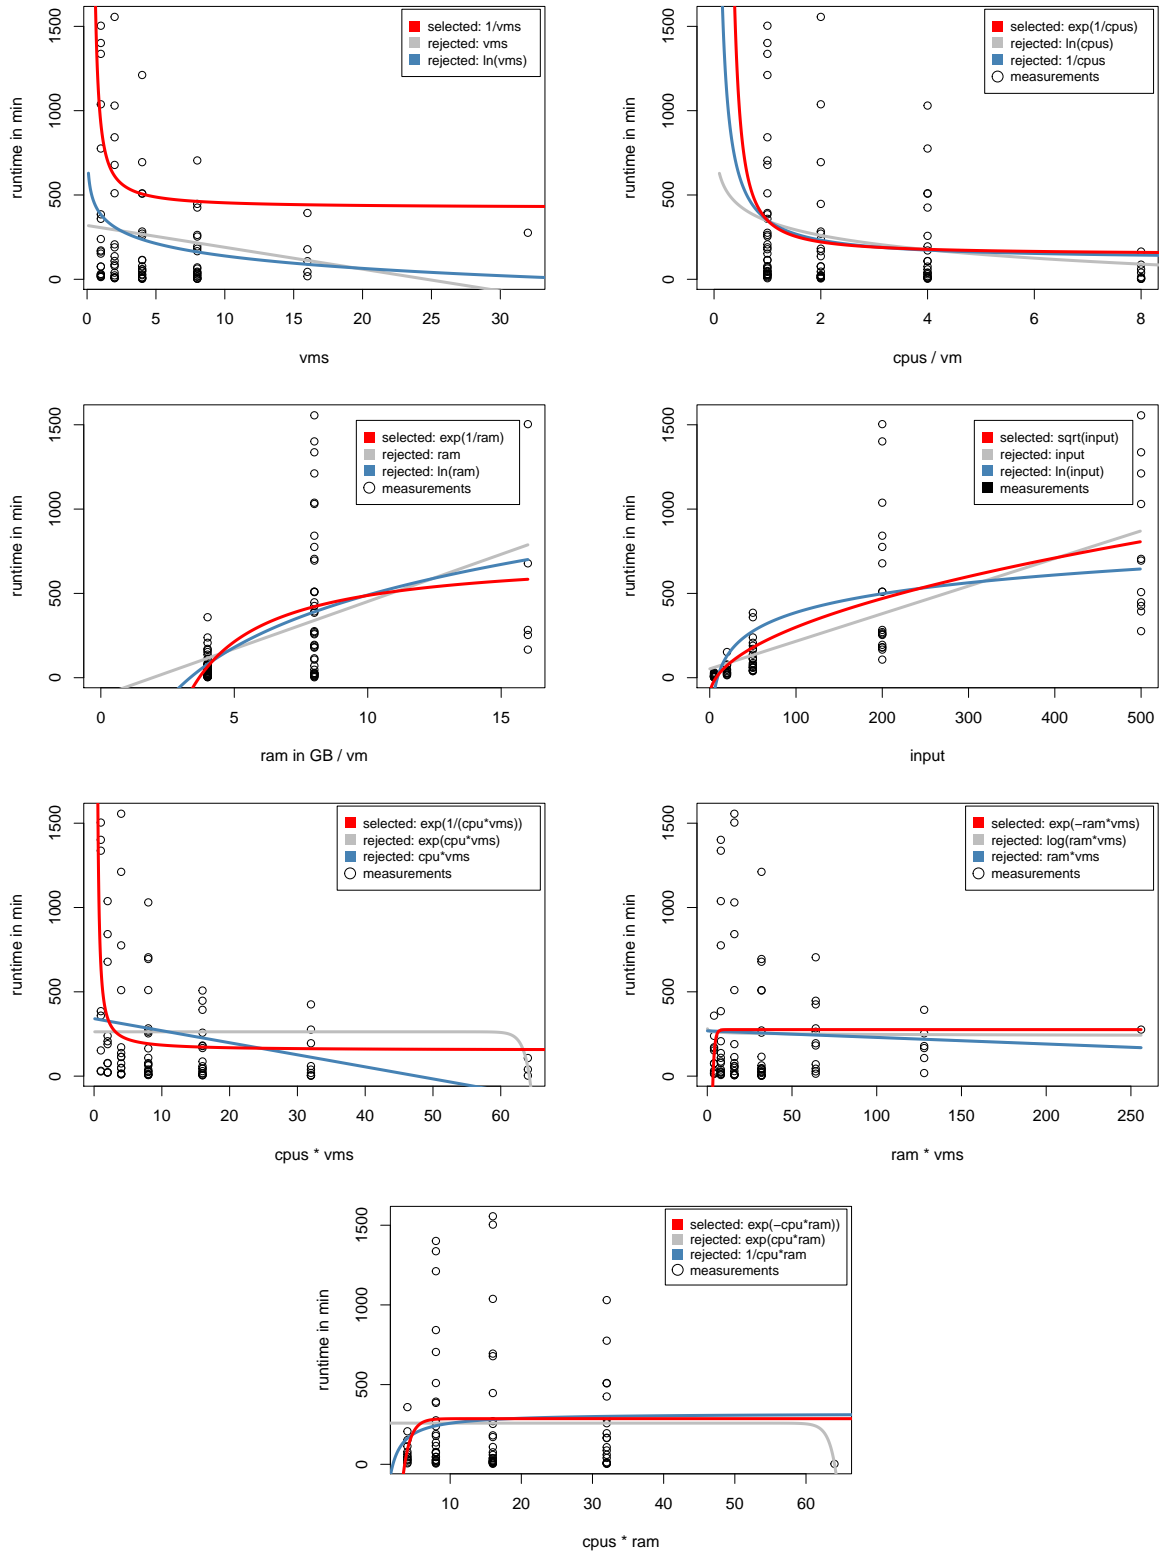 selected: 1/vms
rejected: vms
rejected: ln(vms)
runtime in min
0 500 1000 1500
0 5 10 15 20 25 30
vms
selected: exp(1/cpus)
rejected: ln(cpus)
rejected: 1/cpus
measurements
runtime in min
0 500 1000 1500
0 2 4 6 8
cpus / vm
selected: exp(1/ram)
rejected: ram
rejected: ln(ram)
measurements
runtime in min
0 500 1000 1500
0 5 10 15
ram in GB / vm
selected: sqrt(input)
rejected: input
rejected: ln(input)
measurements
runtime in min
0 500 1000 1500
0 100 200 300 400 500
input
selected: exp(1/(cpu*vms))
rejected: exp(cpu*vms)
rejected: cpu*vms
measurements
runtime in min
0 500 1000 1500
0 10 20 30 40 50 60
cpus * vms
selected: exp(−ram*vms)
rejected: log(ram*vms)
rejected: ram*vms
measurements
runtime in min
0 500 1000 1500
0 50 100 150 200 250
ram * vms
selected: exp(−cpu*ram))
rejected: exp(cpu*ram)
rejected: 1/cpu*ram
measurements
runtime in min
0 500 1000 1500
10 20 30 40 50 60
cpus * ram